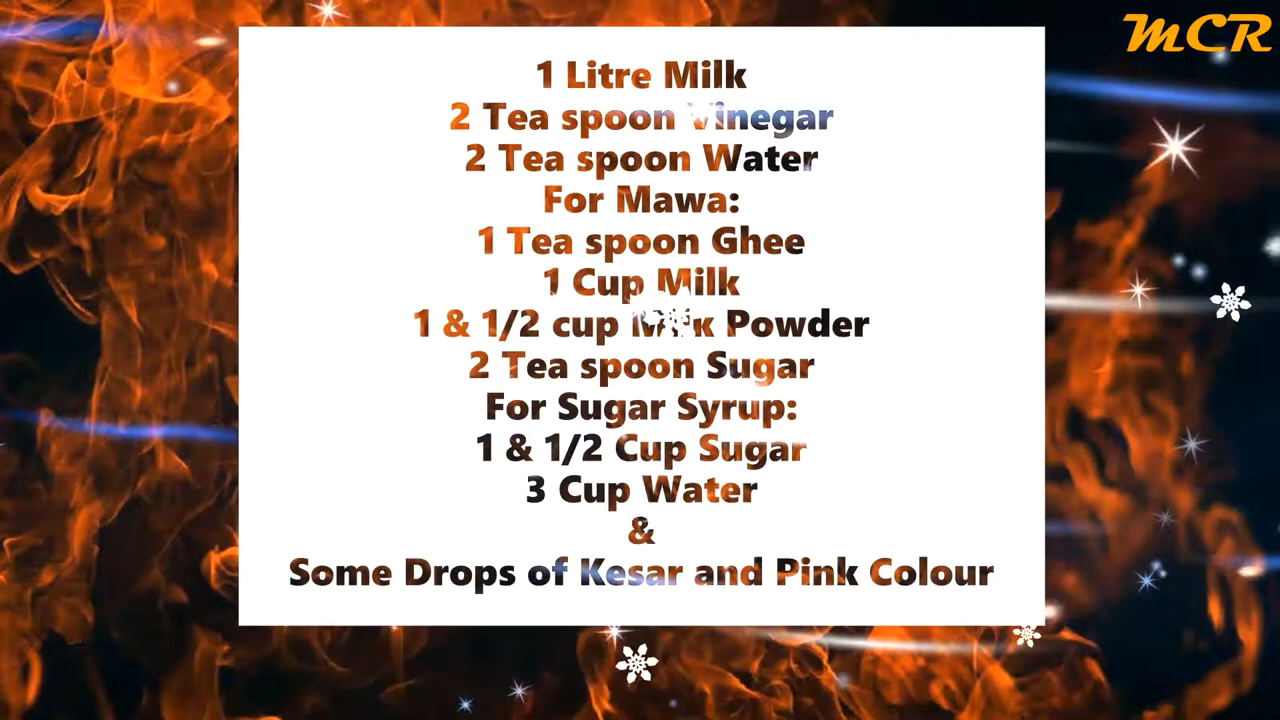 MCR
1 Litre Milk
2 Tea spoon Vinegar
2 Tea spoon Water
For Mawa:
1 Tea spoon Ghee
1 Cup Milk
1 & 1/2 cup Milk Powder
2 Tea spoon Sugar
For Sugar Syrup:
1 & 1/2 Cup Sugar
3 Cup Water
&
Some Drops of Kesar and Pink Colour